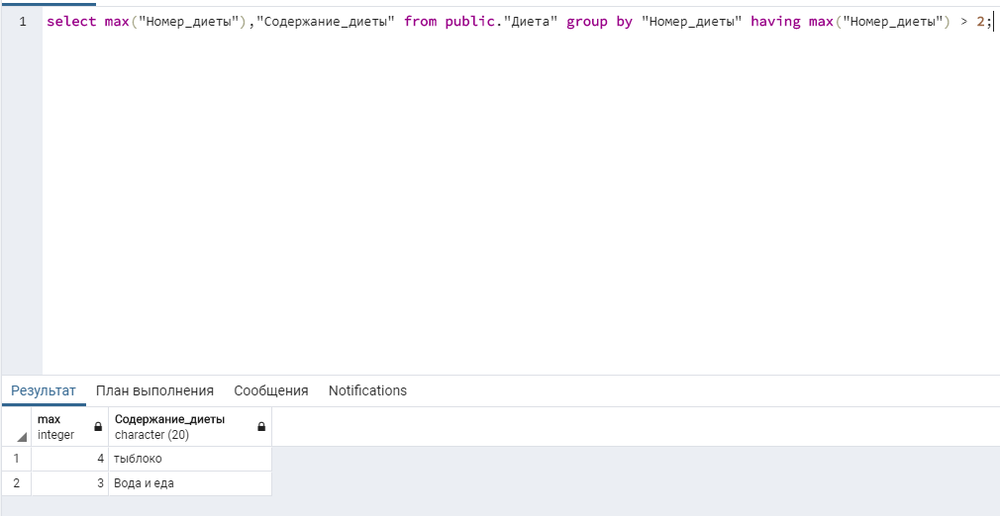 1 select max("Номер_диеты"),"Содержание_диеты" from public."Диета" group by "Номер_диеты" having max("Номер_диеты") > 2;
Результат План выполнения Сообщения Notifications
max Содержание_диеты
integer character (20)
1 4 тыблоко
2 3 Вода и еда